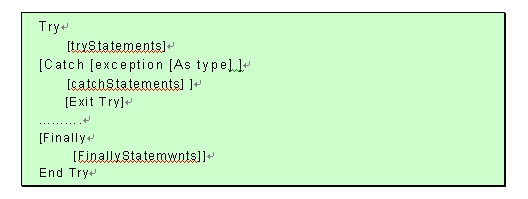 Try
[tryStatements]
[Catch [exception [As type] ]
[catchStatements] ]
[Exit Try]
……….
[Finally
[FinallyStatemwnts]]
End Try